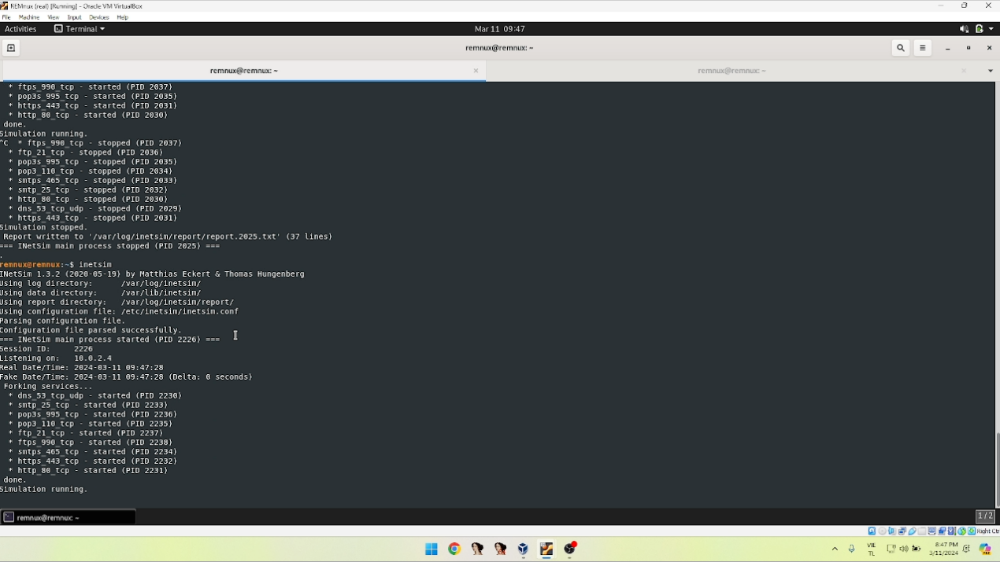 REMnux (real) [Running] - Oracle VM VirtualBox
File Machine View Input Devices Help
Activities Terminal Mar 11 09:47
remnux@remnux: ~
remnux@remnux: ~ remnux@remnux: ~
* ftps_990_tcp - started (PID 2037)
* pop3s_995_tcp - started (PID 2035)
* https_443_tcp - started (PID 2031)
* http_80_tcp - started (PID 2030)
done.
Simulation running.
^C * ftps_990_tcp - stopped (PID 2037)
* ftp_21_tcp - stopped (PID 2036)
* pop3s_995_tcp - stopped (PID 2035)
* pop3_110_tcp - stopped (PID 2034)
* smtps_465_tcp - stopped (PID 2033)
* smtp_25_tcp - stopped (PID 2032)
* http_80_tcp - stopped (PID 2030)
* dns_53_tcp_udp - stopped (PID 2029)
* https_443_tcp - stopped (PID 2031)
Simulation stopped.
Report written to '/var/log/inetsim/report/report.2025.txt' (37 lines)
=== INetSim main process stopped (PID 2025) ===
.
remnux@remnux:~$ inetsim
INetSim 1.3.2 (2020-05-19) by Matthias Eckert & Thomas Hungenberg
Using log directory: /var/log/inetsim/
Using data directory: /var/lib/inetsim/
Using report directory: /var/log/inetsim/report/
Using configuration file: /etc/inetsim/inetsim.conf
Parsing configuration file.
Configuration file parsed successfully.
=== INetSim main process started (PID 2226) ===
Session ID: 2226
Listening on: 10.0.2.4
Real Date/Time: 2024-03-11 09:47:28
Fake Date/Time: 2024-03-11 09:47:28 (Delta: 0 seconds)
Forking services...
* dns_53_tcp_udp - started (PID 2230)
* smtp_25_tcp - started (PID 2233)
* pop3s_995_tcp - started (PID 2236)
* pop3_110_tcp - started (PID 2235)
* ftp_21_tcp - started (PID 2237)
* ftps_990_tcp - started (PID 2238)
* smtps_465_tcp - started (PID 2234)
* https_443_tcp - started (PID 2232)
* http_80_tcp - started (PID 2231)
done.
Simulation running.
remnux@remnux: ~ 1/2
Right Ctr
VIE 8:47 PM
TL 3/11/2024